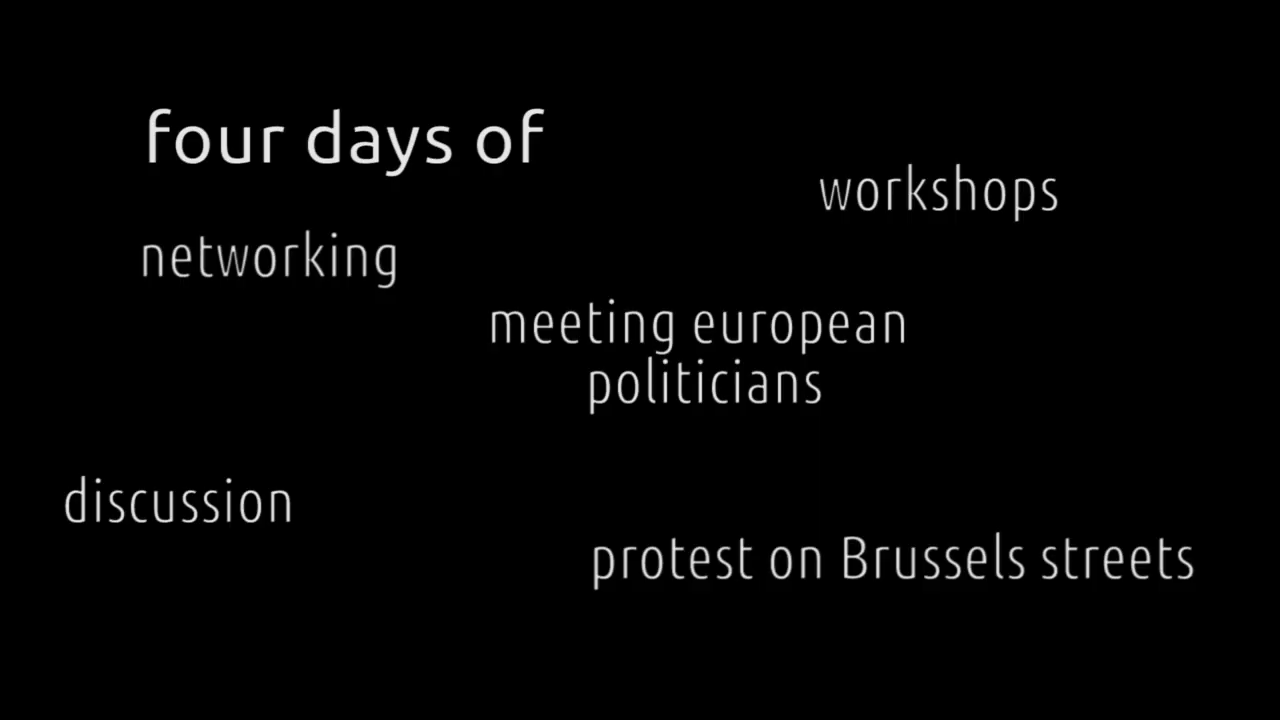 four days of
workshops
networking
meeting european
politicians
discussion
protest on Brussels streets